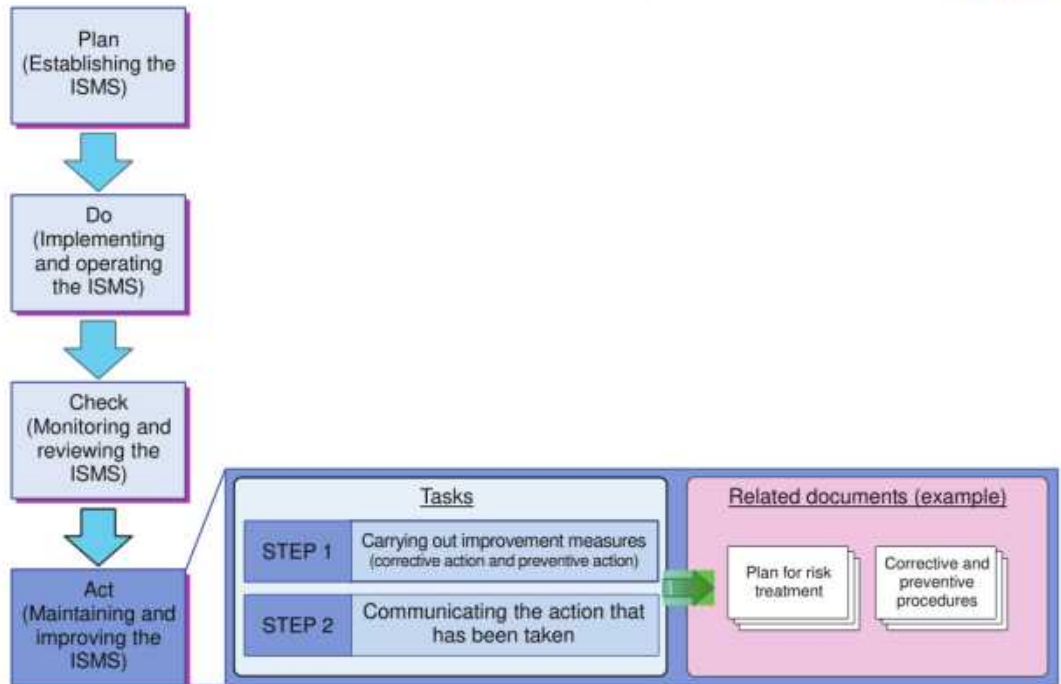 Plan
(Establishing the
ISMS)
Do
(Implementing
and operating
the ISMS)
Check
(Monitoring and
reviewing the
ISMS)
Act
(Maintaining and
improving the
ISMS)
Tasks
STEP 1
Carrying out improvement measures
(corrective action and preventive action)
STEP 2
Communicating the action that
has been taken
Related documents (example)
Plan for risk
treatment
Corrective and
preventive
procedures